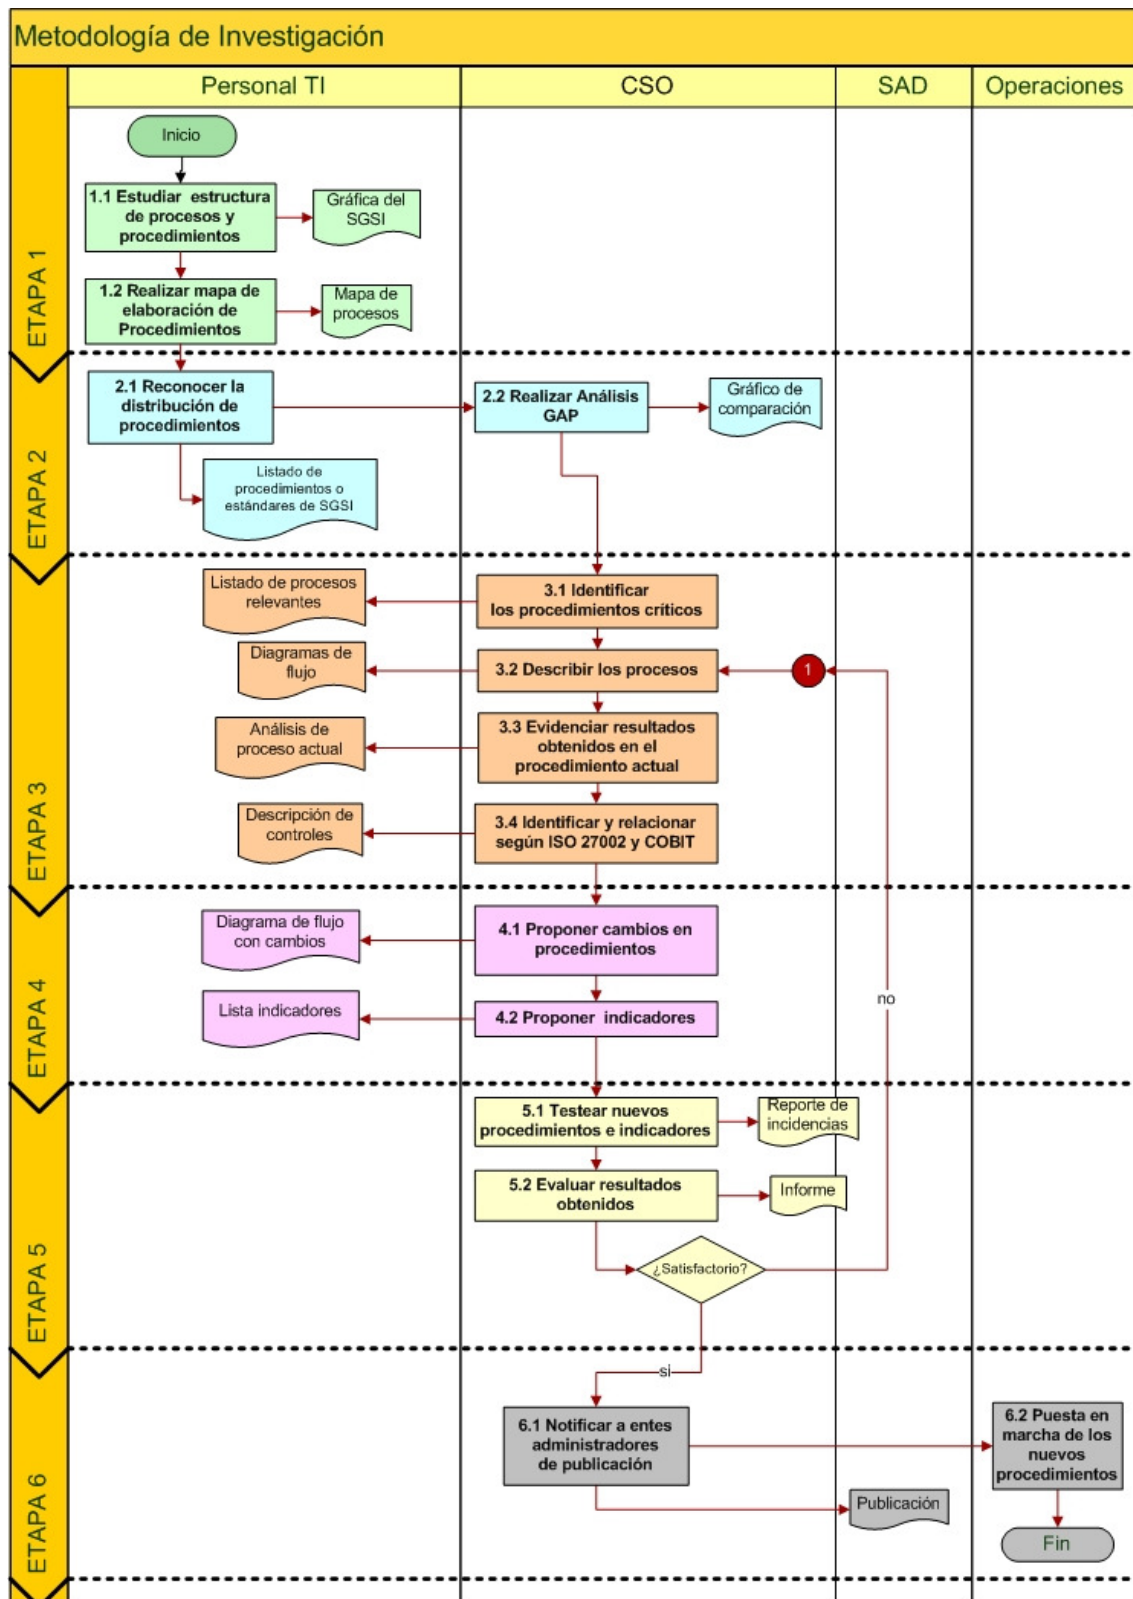 Metodología de Investigación
Personal TI
CSO
SAD
Operaciones
ETAPA 1
Inicio
1.1 Estudiar estructura
de procesos y
procedimientos
Gráfica del
SGSI
1.2 Realizar mapa de
elaboración de
Procedimientos
Mapa de
procesos
ETAPA 2
2.1 Reconocer la
distribución de
procedimientos
2.2 Realizar Análisis
GAP
Gráfico de
comparación
Listado de
procedimientos o
estándares de SGSI
ETAPA 3
Listado de procesos
relevantes
3.1 Identificar
los procedimientos críticos
Diagramas de
flujo
3.2 Describir los procesos
1
Análisis de
proceso actual
3.3 Evidenciar resultados
obtenidos en el
procedimiento actual
Descripción de
controles
3.4 Identificar y relacionar
según ISO 27002 y COBIT
ETAPA 4
Diagrama de flujo
con cambios
4.1 Proponer cambios en
procedimientos
no
Lista indicadores
4.2 Proponer indicadores
ETAPA 5
5.1 Testear nuevos
procedimientos e indicadores
Reporte de
incidencias
5.2 Evaluar resultados
obtenidos
Informe
¿Satisfactorio?
si
ETAPA 6
6.1 Notificar a entes
administradores
de publicación
6.2 Puesta en
marcha de los
nuevos
procedimientos
Publicación
Fin